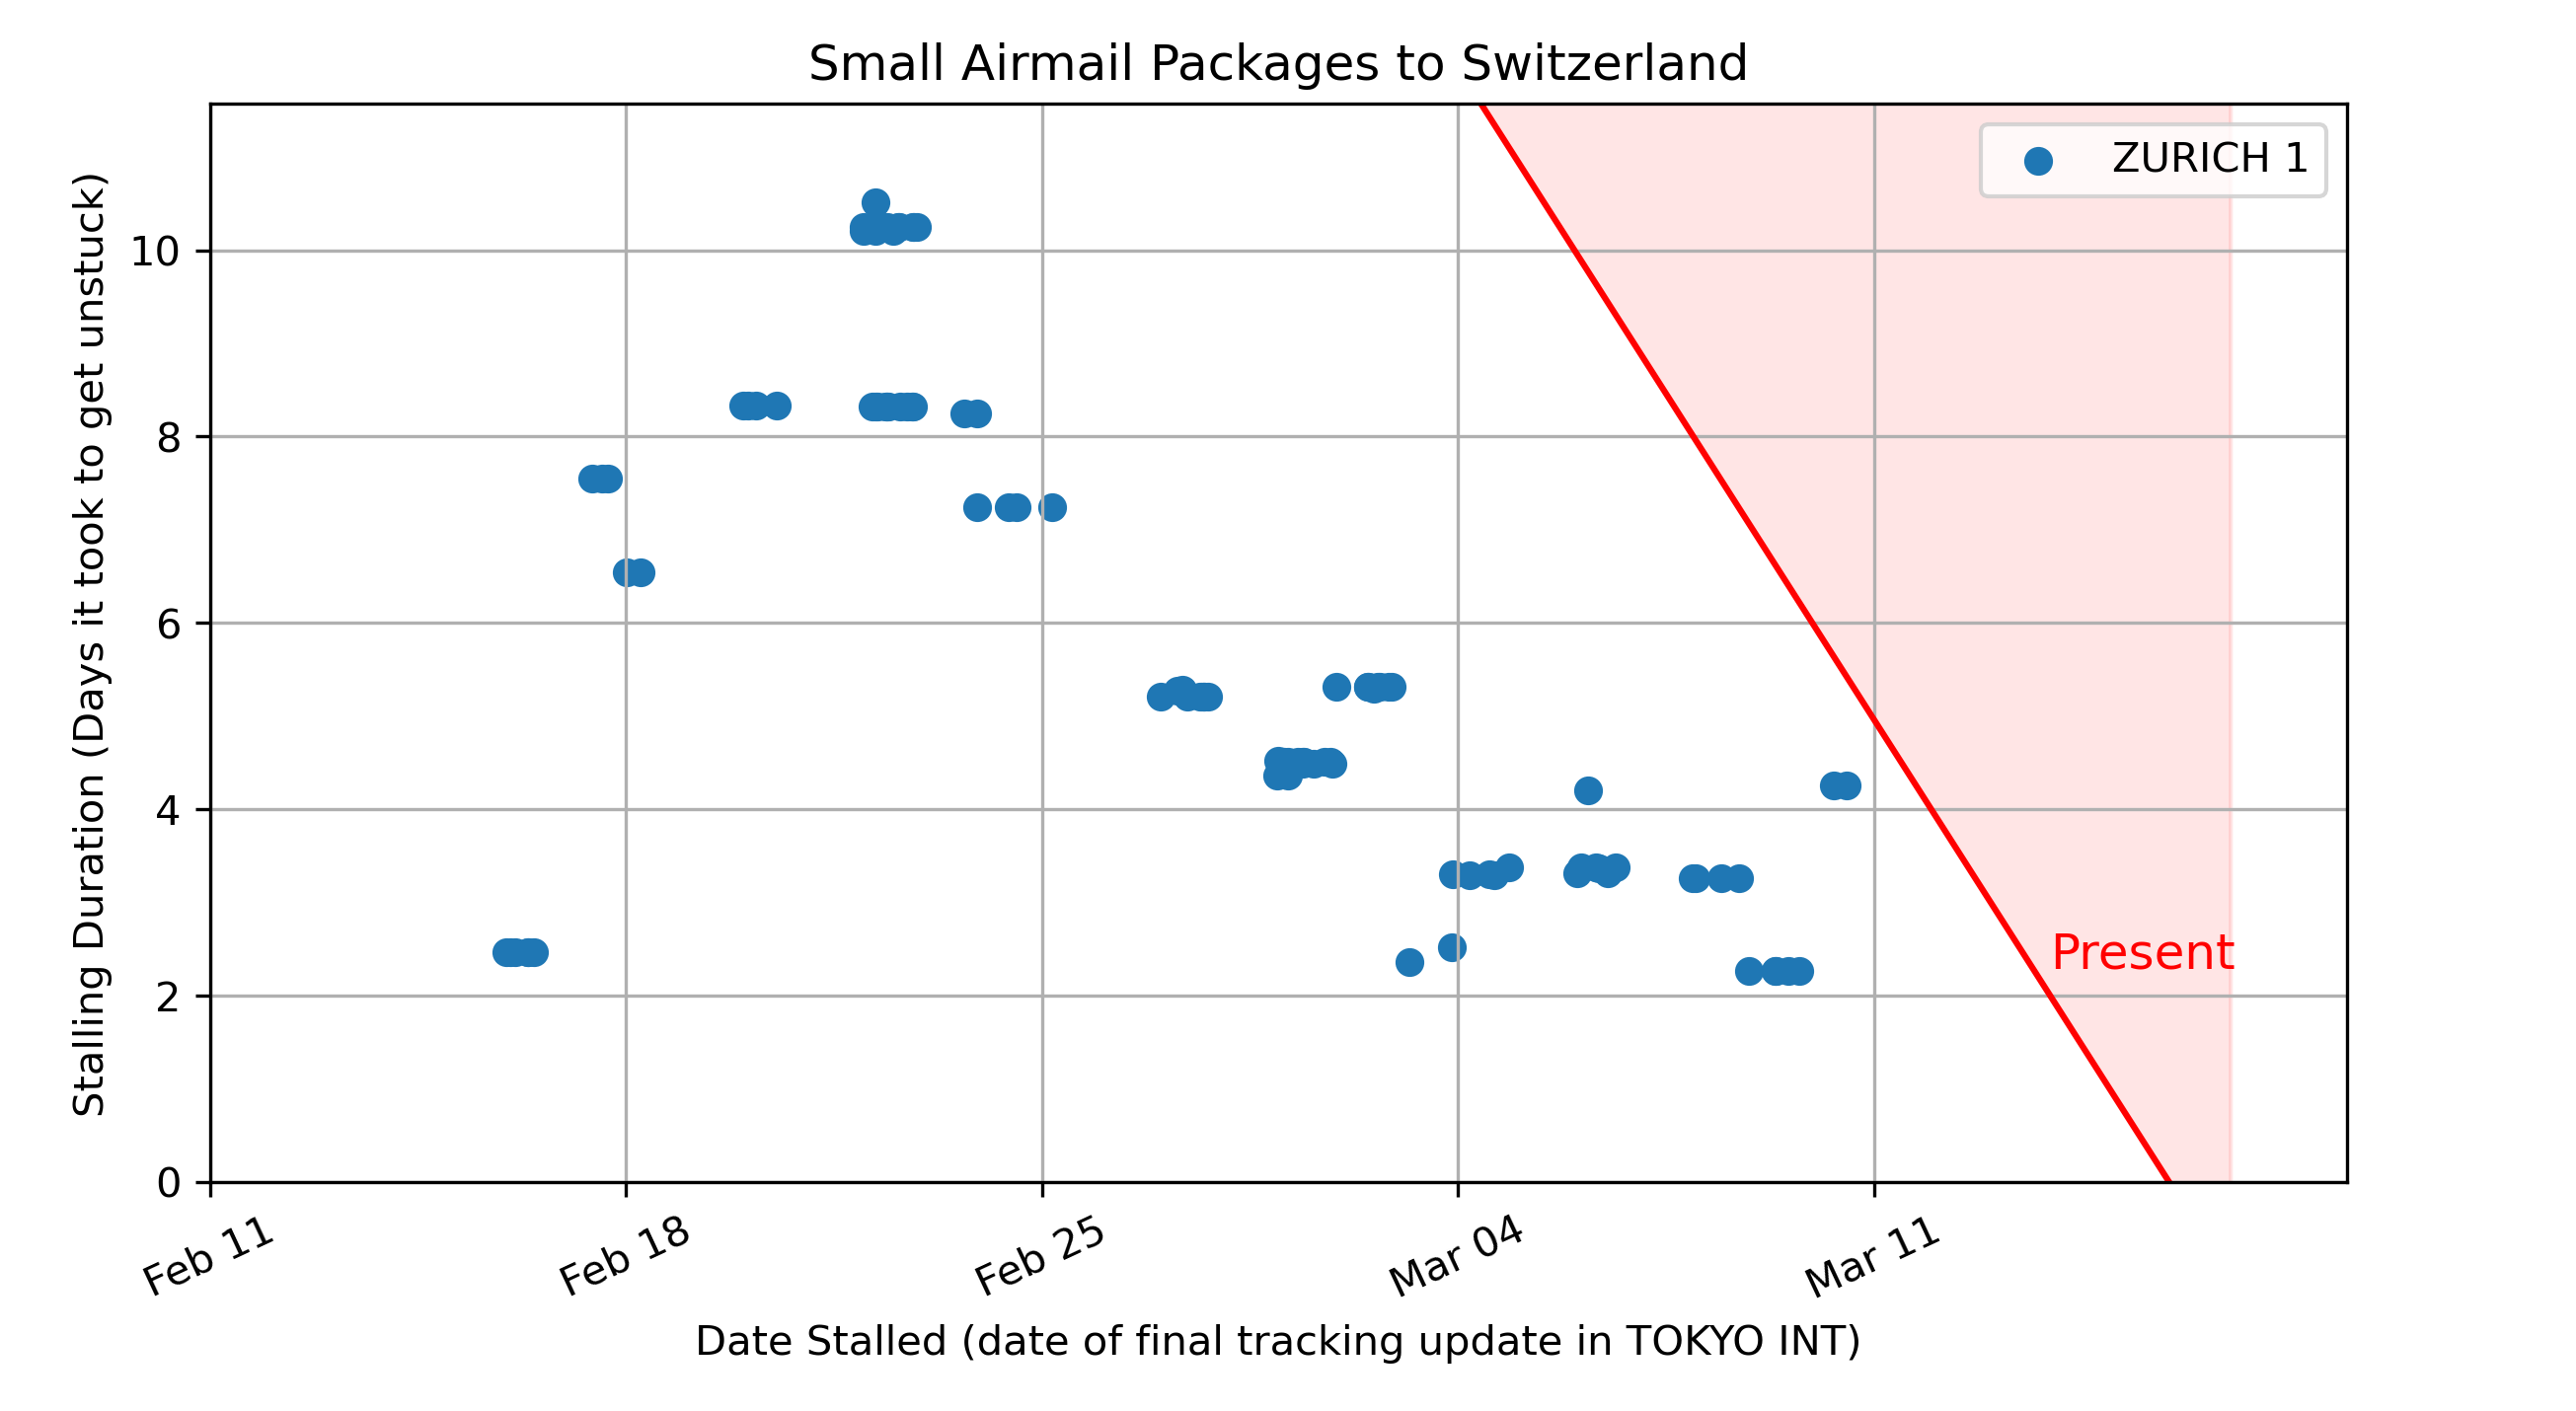 Small Airmail Packages to Switzerland
ZURICH 1
Stalling Duration (Days it took to get unstuck)
10
8
6
4
2
0
Present
Feb 11
Feb 18
Feb 25
Mar 04
Mar 11
Date Stalled (date of final tracking update in TOKYO INT)